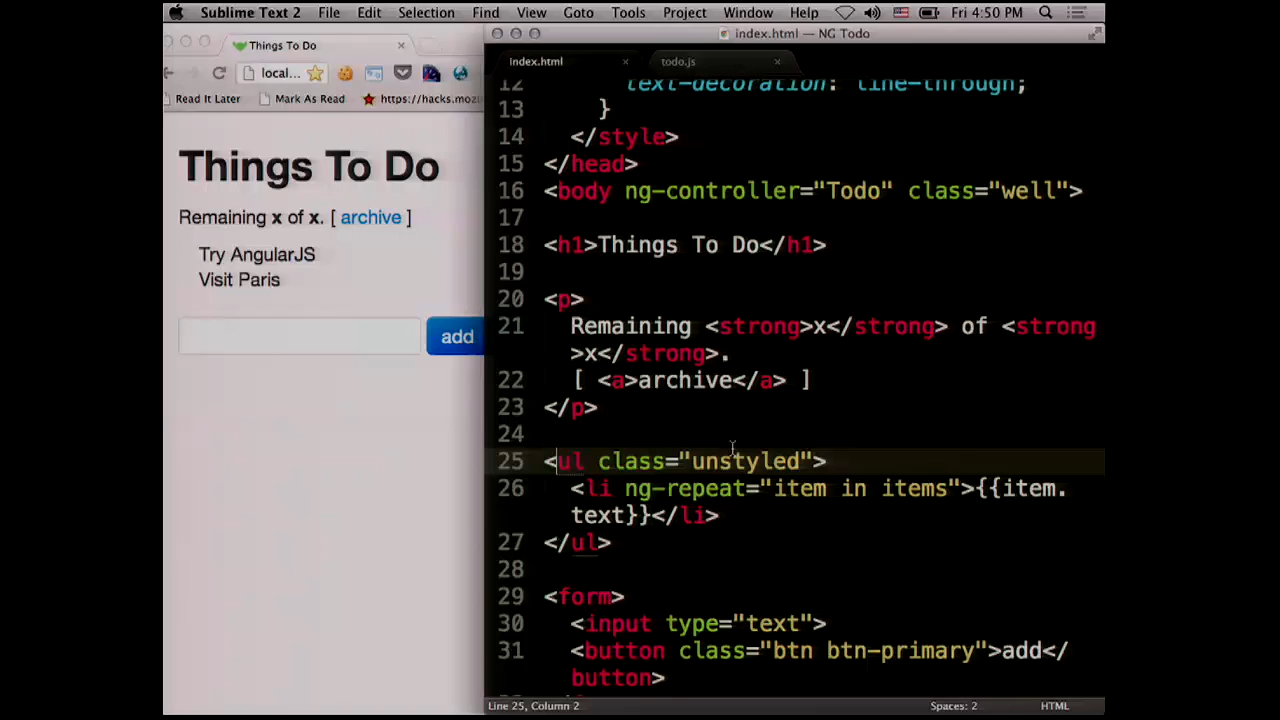 Sublime Text 2 File Edit Selection Find View Goto Tools Project Window Help Fri 4:50 PM
Things To Do
local...
Read It Later Mark As Read https://hacks.mozi
Things To Do
Remaining x of x. [ archive ]
Try AngularJS
Visit Paris
add
index.html — NG Todo
index.html todo.js
12 text-decoration: line-through;
13 }
14 </style>
15 </head>
16 <body ng-controller="Todo" class="well">
17
18 <h1>Things To Do</h1>
19
20 <p>
21 Remaining <strong>x</strong> of <strong
>x</strong>.
22 [ <a>archive</a> ]
23 </p>
24
25 <ul class="unstyled">
26 <li ng-repeat="item in items">{{item.
text}}</li>
27 </ul>
28
29 <form>
30 <input type="text">
31 <button class="btn btn-primary">add</
button>
Line 25, Column 2 Spaces: 2 HTML